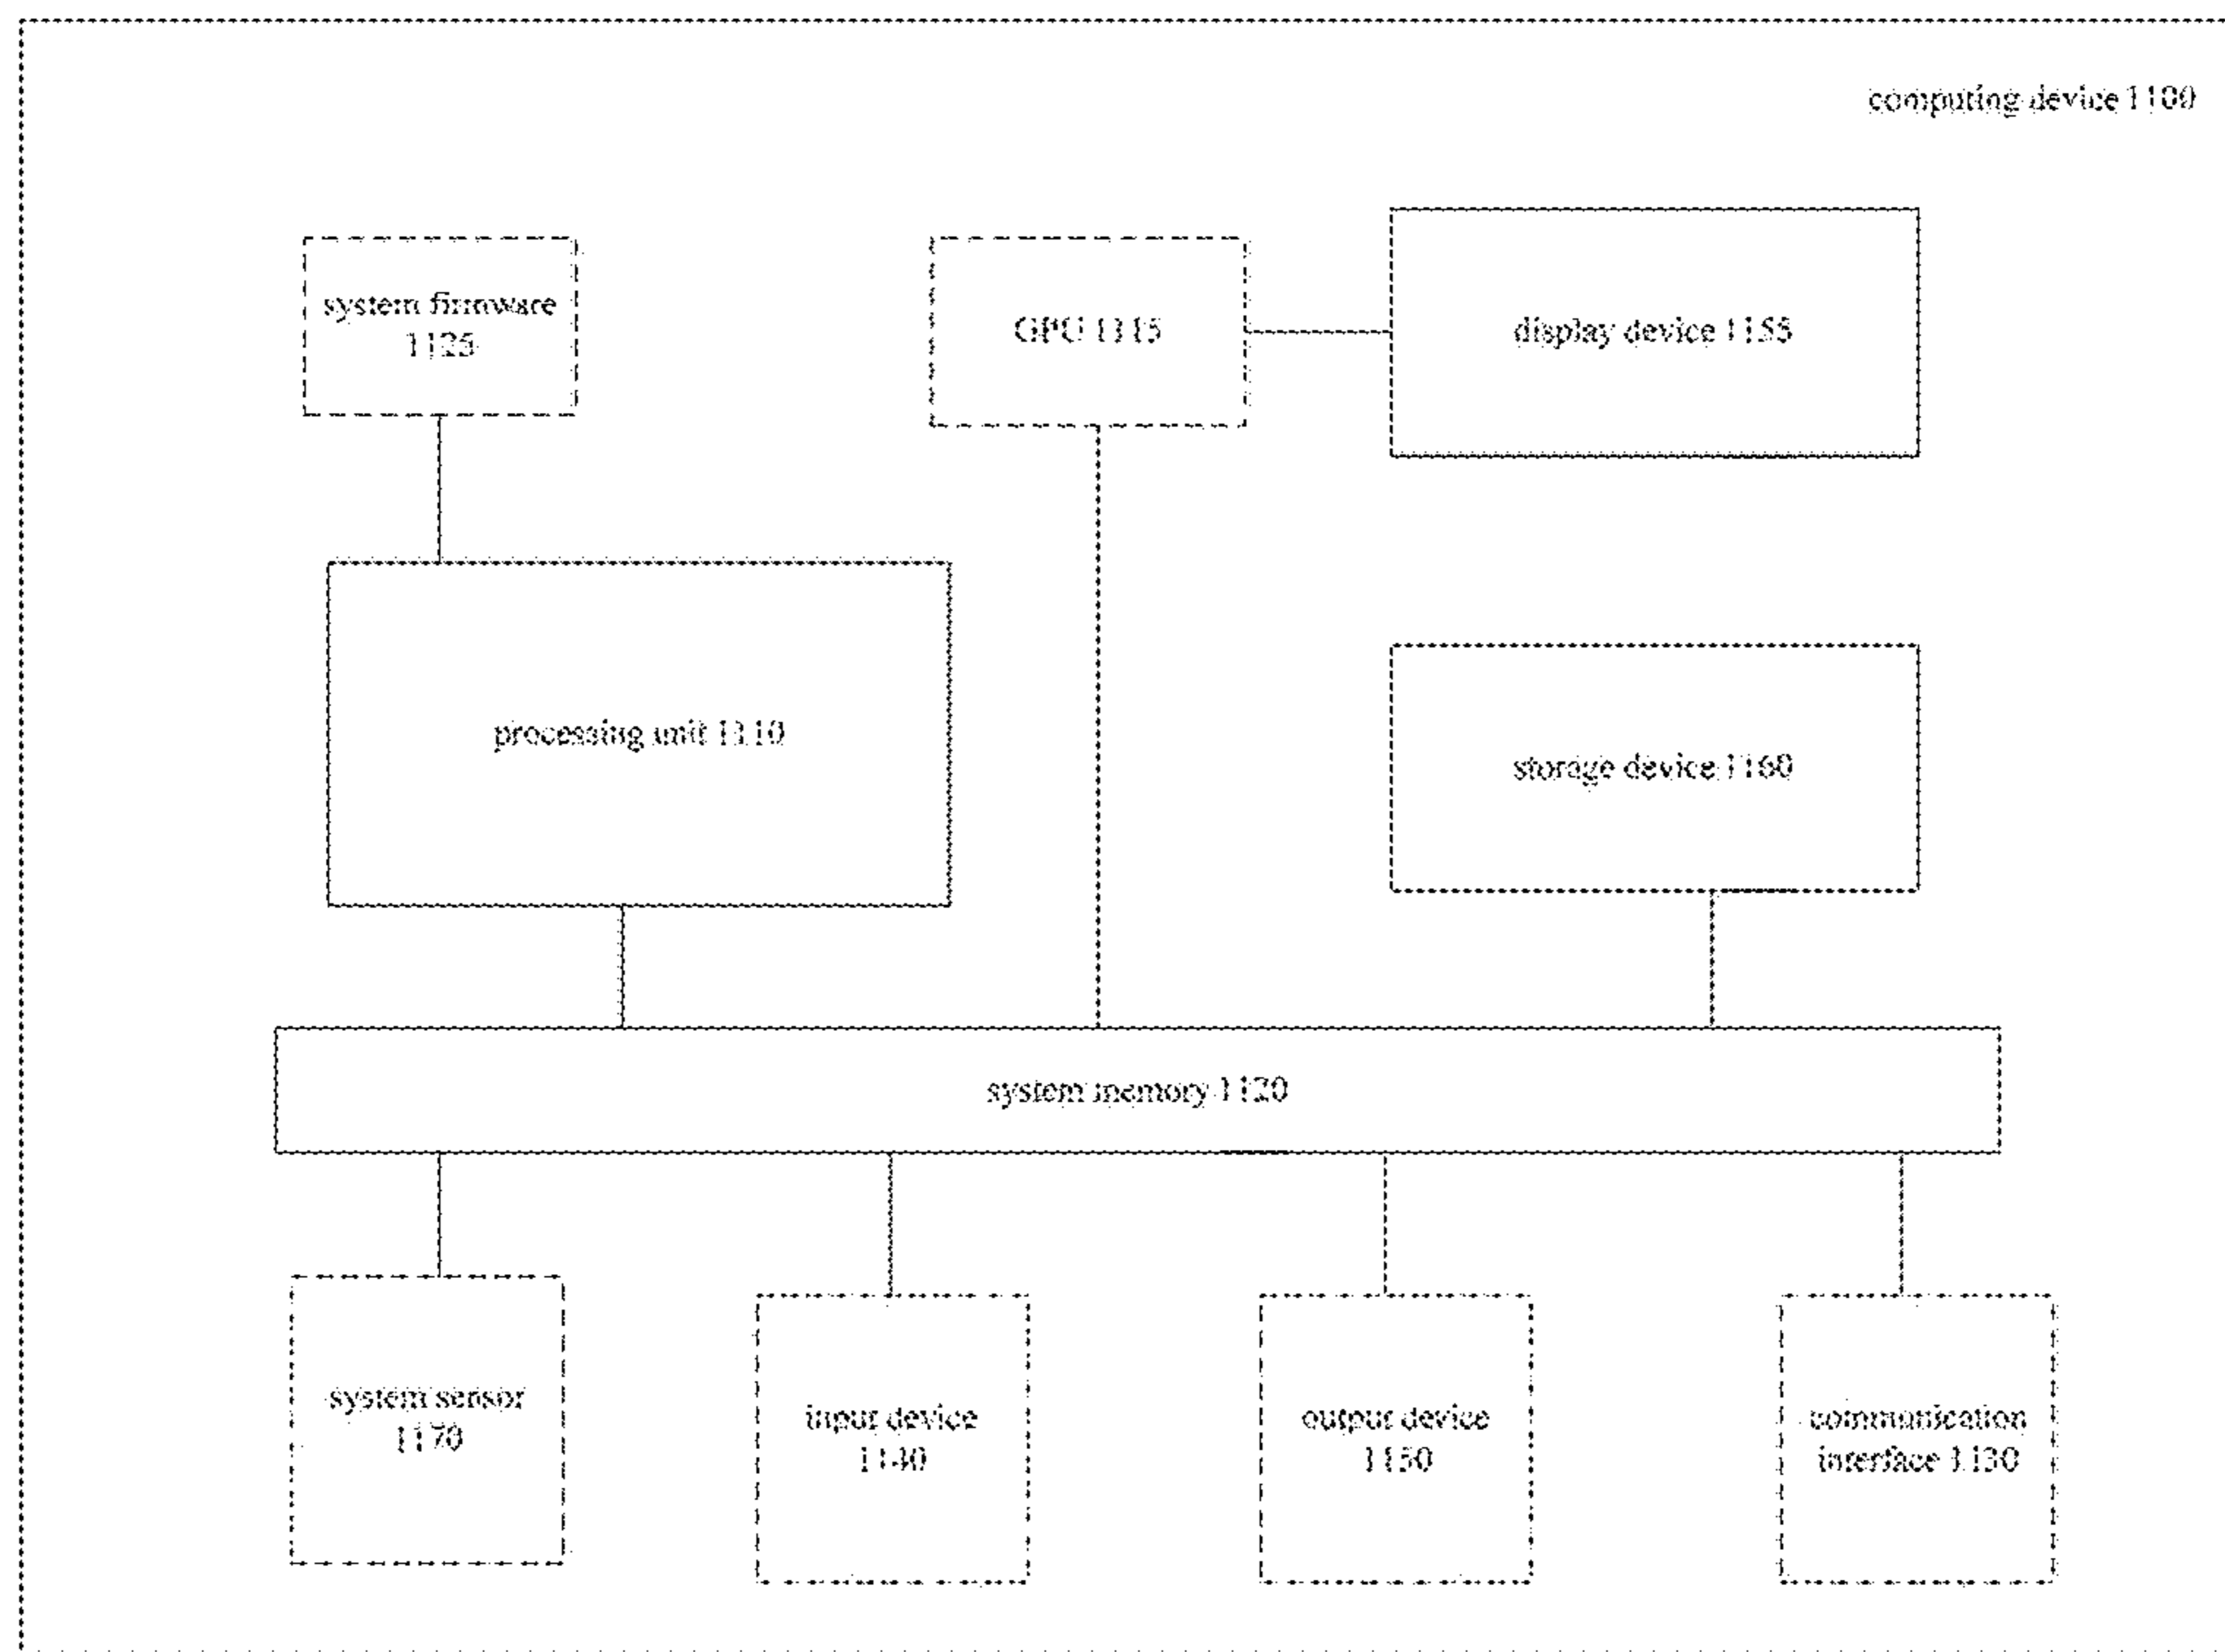 computing device 1100
system firmware
1125
GPU 1115
display device 1155
processing unit 1110
storage device 1160
system memory 1120
system sensor
1170
input device
1140
output device
1150
communication
interface 1130